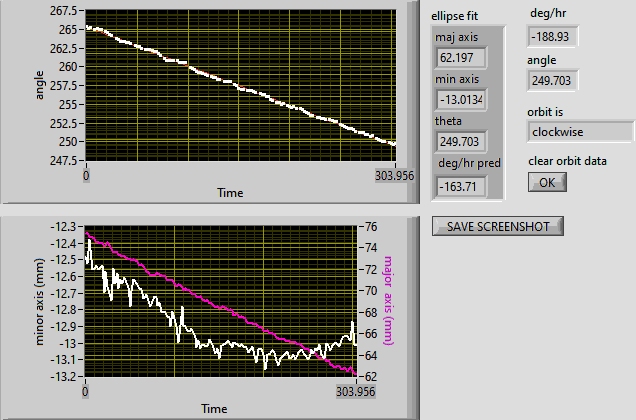 267.5
265
262.5
260
257.5
255
252.5
250
247.5
angle
0
303.956
Time
ellipse fit
maj axis
62.197
min axis
-13.0134
theta
249.703
deg/hr pred
-163.71
deg/hr
-188.93
angle
249.703
orbit is
clockwise
clear orbit data
OK
SAVE SCREENSHOT
-12.3
-12.4
-12.5
-12.6
-12.7
-12.8
-12.9
-13
-13.1
-13.2
minor axis (mm)
76
74
72
70
68
66
64
62
major axis (mm)
0
303.956
Time